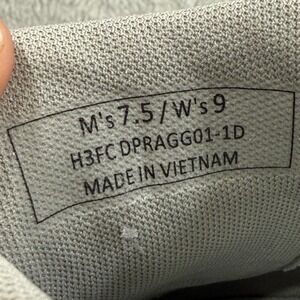 M's 7.5 / W's 9
H3FC DPRAGG01-1D
MADE IN VIETNAM